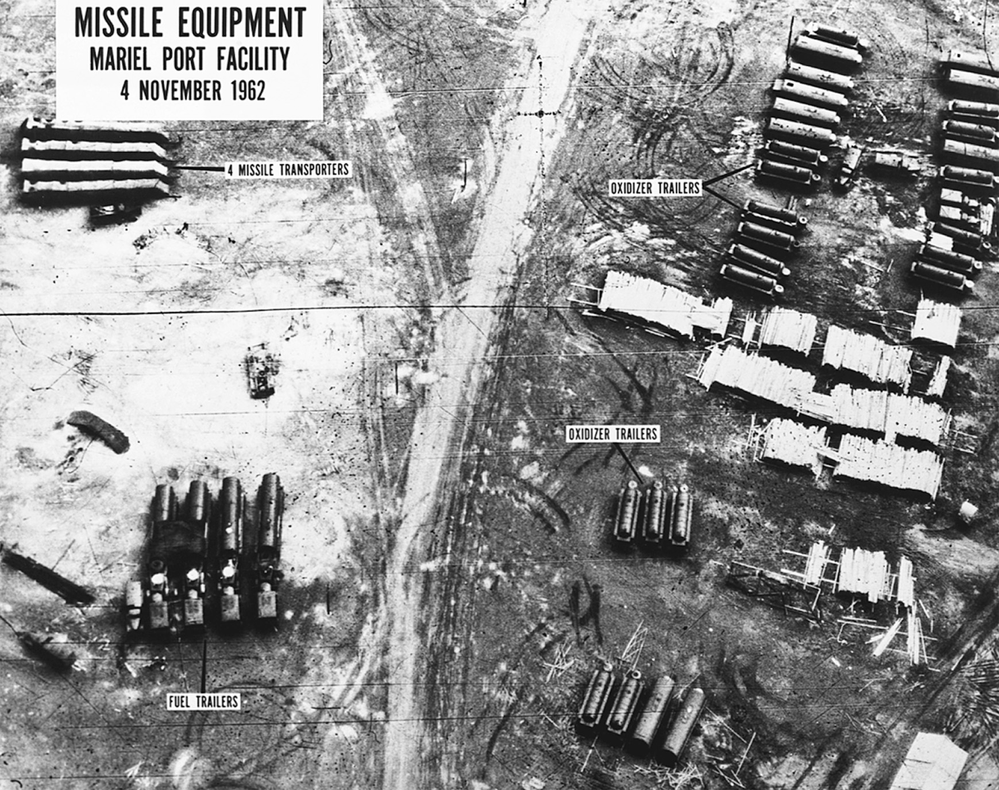 MISSILE EQUIPMENT
MARIEL PORT FACILITY
4 NOVEMBER 1962
4 MISSILE TRANSPORTERS
OXIDIZER TRAILERS
OXIDIZER TRAILERS
FUEL TRAILERS